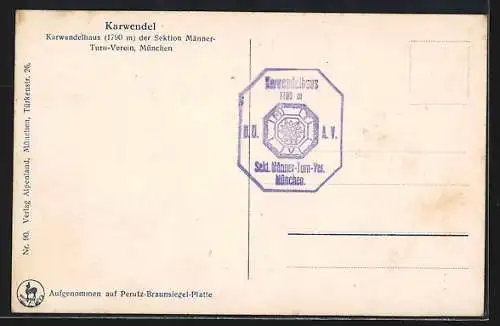 Karwendel
Karwandelhaus (1790 m) der Sektion Männer-
Turn-Verein, München
Karwendelhaus
1790 m
D.Ö. A.V.
Sekt. Männer-Turn-Ver.
München.
Nr. 90. Verlag Alpenland, München, Türkenstr. 26.
Aufgenommen auf Perutz-Braunsiegel-Platte